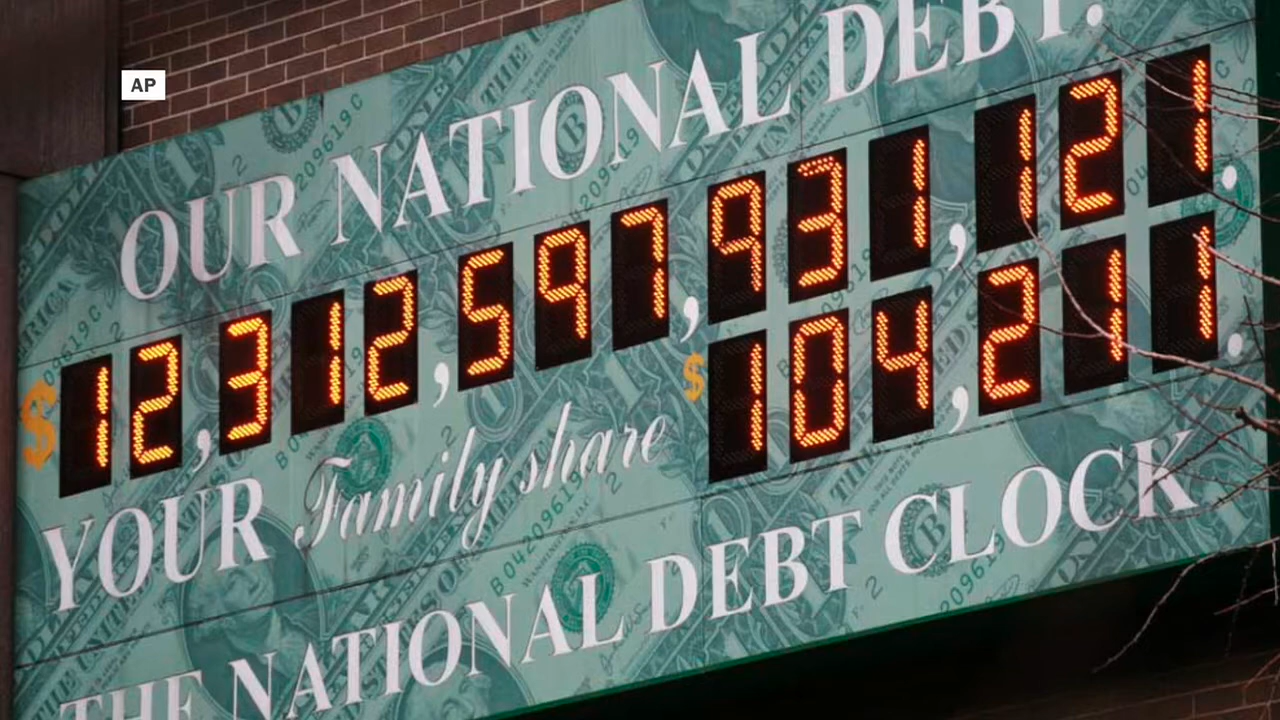 AP
OUR NATIONAL DEBT:
$12,312,597,931,121.
YOUR Family share $104,211.
THE NATIONAL DEBT CLOCK